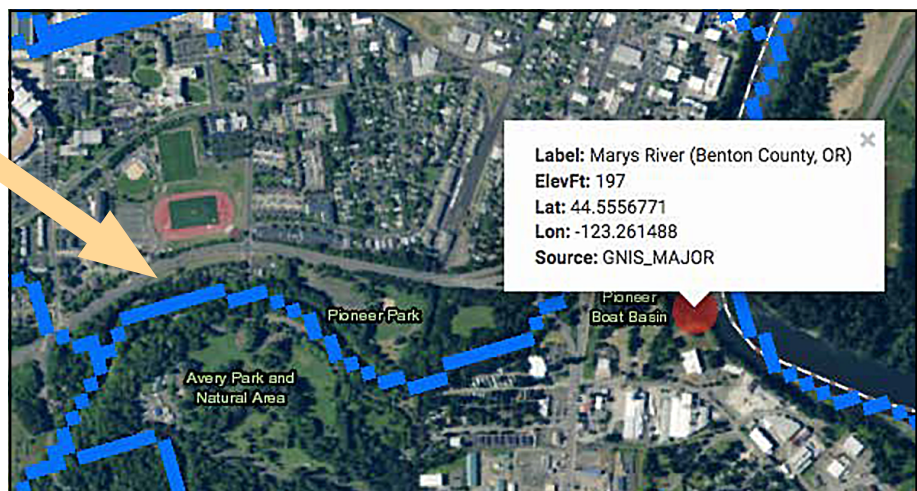 Label: Marys River (Benton County, OR)
ElevFt: 197
Lat: 44.5556771
Lon: -123.261488
Source: GNIS_MAJOR
Pioneer
Boat Basin
Pioneer Park
Avery Park and
Natural Area